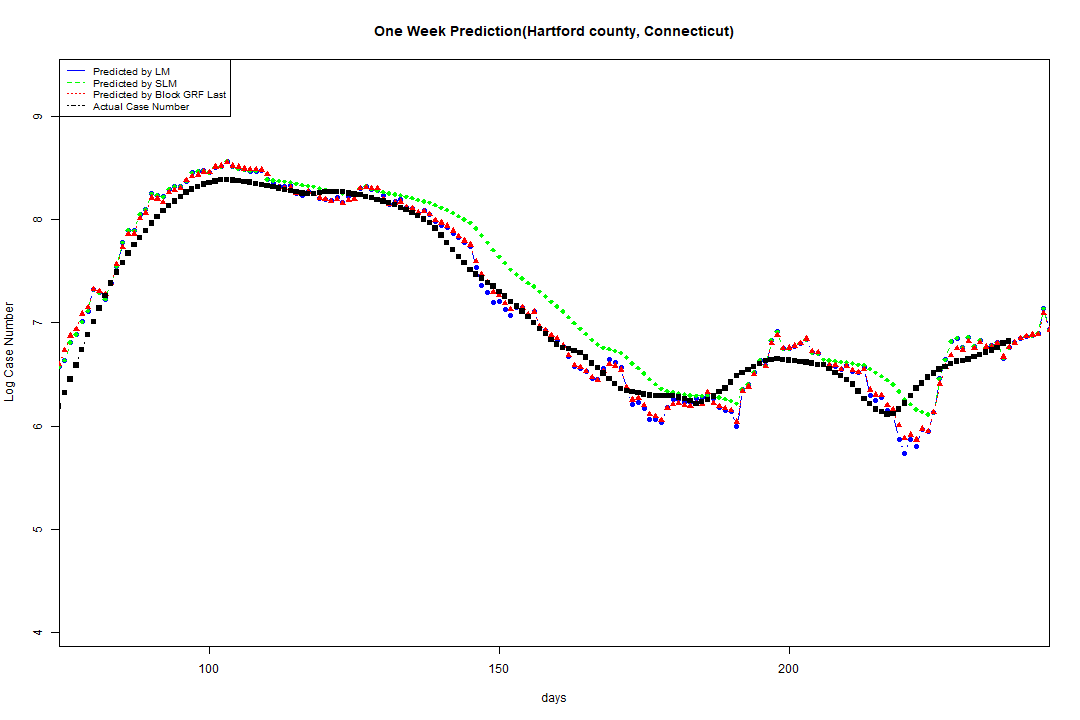 One Week Prediction(Hartford county, Connecticut)
Predicted by LM
Predicted by SLM
Predicted by Block GRF Last
Actual Case Number
9
8
7
6
5
4
Log Case Number
100
150
200
days